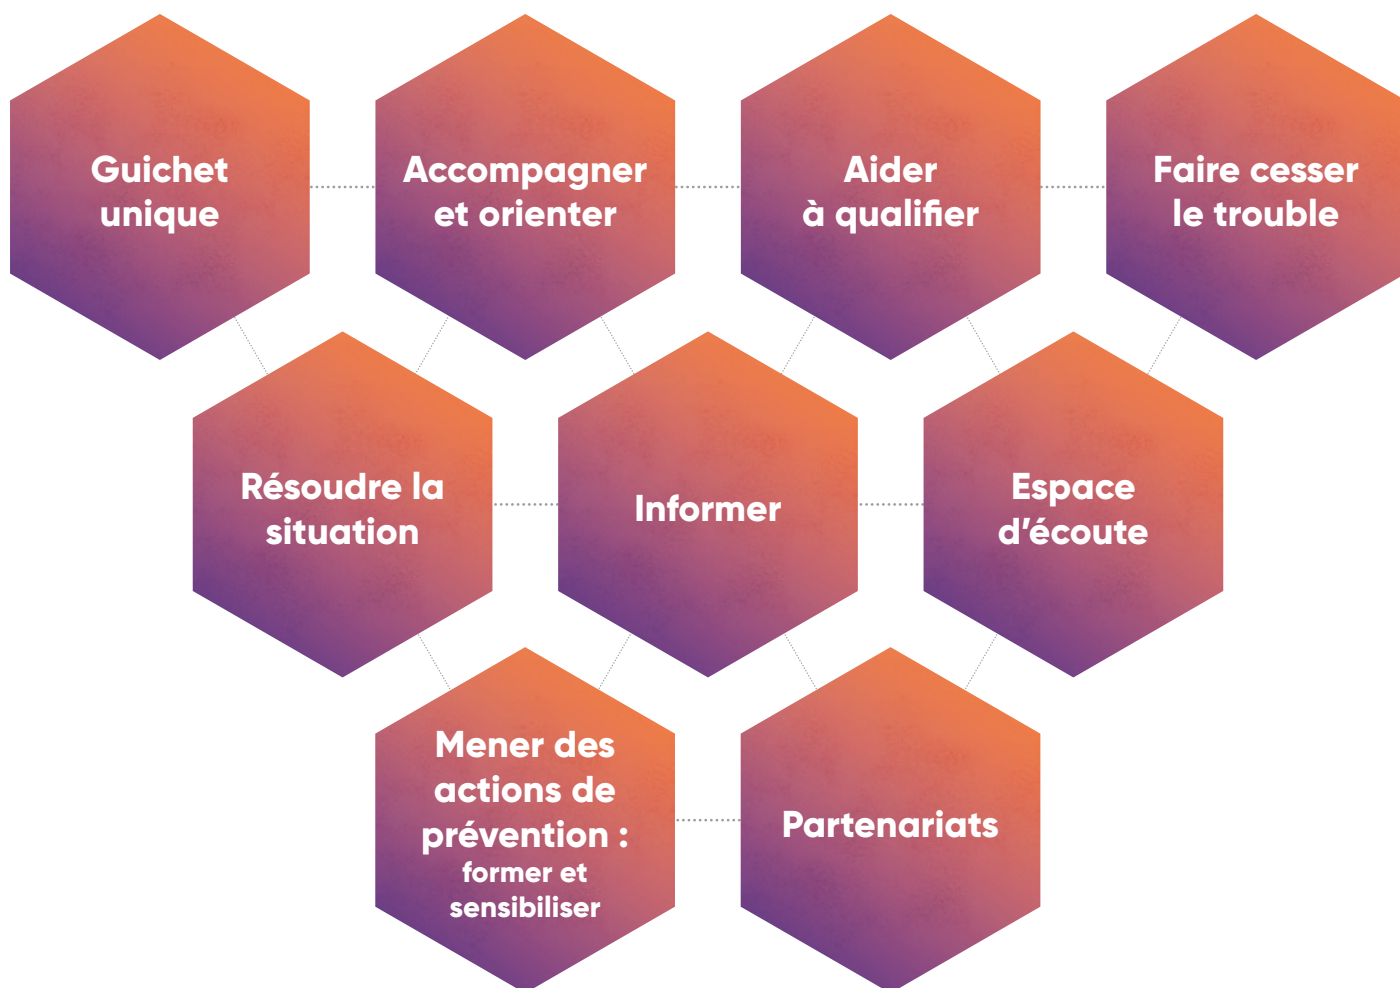 Guichet
unique
Accompagner
et orienter
Aider
à qualifier
Faire cesser
le trouble
Résoudre la
situation
Informer
Espace
d’écoute
Mener des
actions de
prévention :
former et
sensibiliser
Partenariats